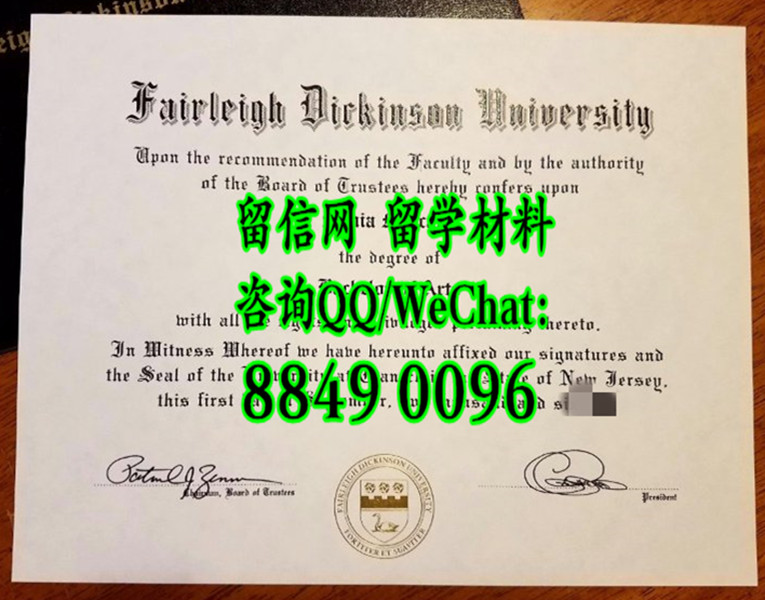 Fairleigh Dickinson University
Upon the recommendation of the Faculty and by the authority
of the Board of Trustees hereby confers upon
留信网 留学材料
the degree of
咨询QQ/WeChat:
with all
hereto.
In Witness Whereof we have hereunto affixed our signatures and
the Seal of the of New Jersey,
this first
8849 0096
Chairman, Board of Trustees
President
FAIRLEIGH DICKINSON UNIVERSITY
FORTITER ET SUAVITER